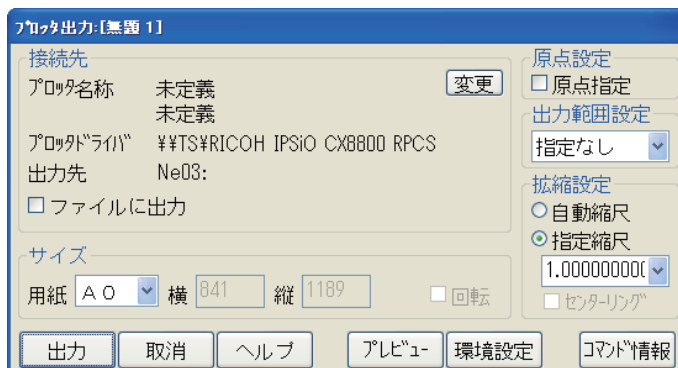 ﾌﾟﾛｯﾀ出力:[無題 1]
接続先
ﾌﾟﾛｯﾀ名称 未定義 変更
未定義
ﾌﾟﾛｯﾀﾄﾞﾗｲﾊﾞ ¥¥TS¥RICOH IPSiO CX8800 RPCS
出力先 Ne03:
ファイルに出力
サイズ
用紙 A0 横 841 縦 1189 回転
原点設定
原点指定
出力範囲設定
指定なし
拡縮設定
自動縮尺
指定縮尺
1.00000000
ｾﾝﾀｰﾘﾝｸﾞ
出力 取消 ヘルプ ﾌﾟﾚﾋﾞｭｰ 環境設定 ｺﾏﾝﾄﾞ情報